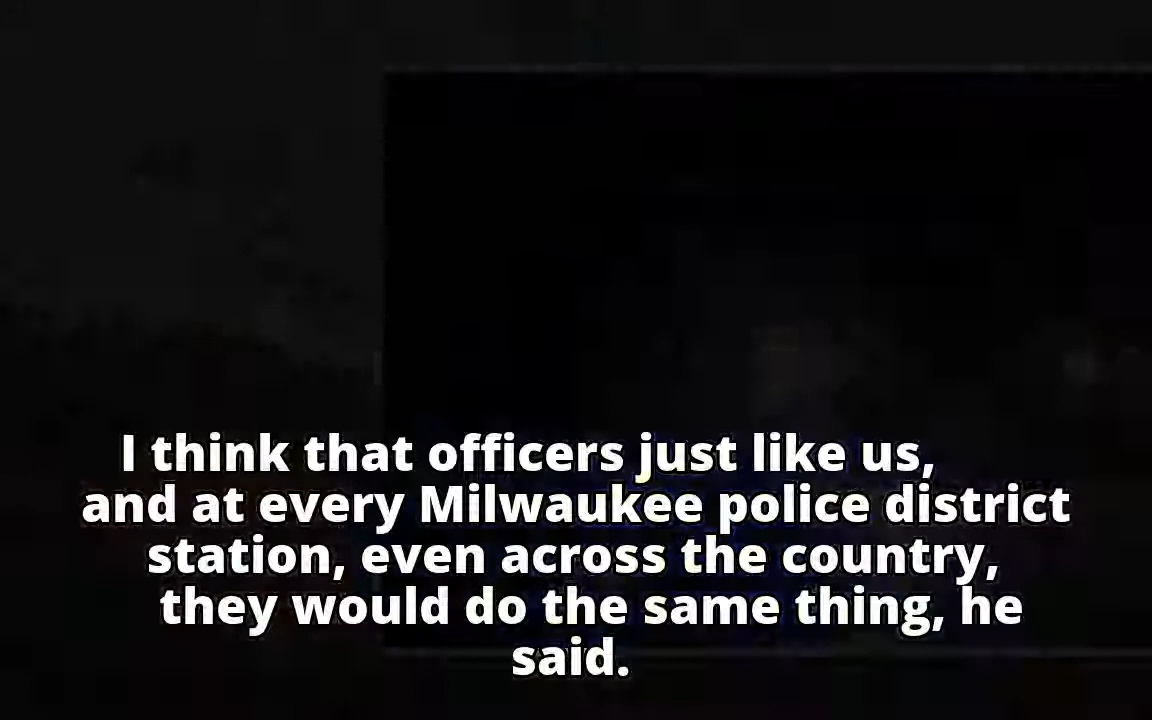 I think that officers just like us,
and at every Milwaukee police district
station, even across the country,
they would do the same thing, he
said.